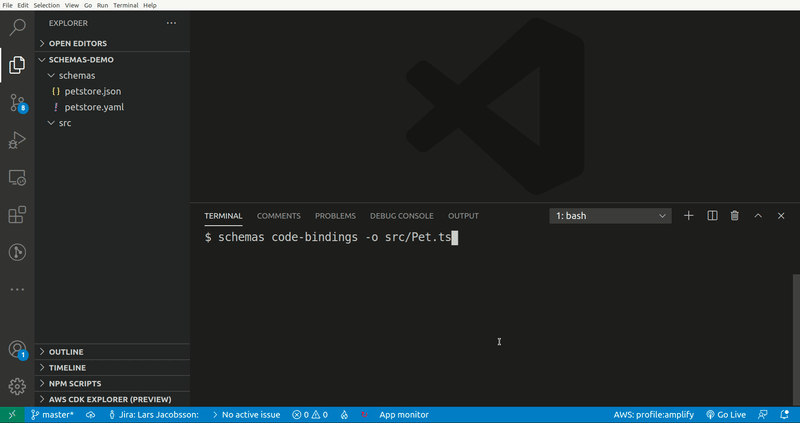 File Edit Selection View Go Run Terminal Help
EXPLORER
OPEN EDITORS
SCHEMAS-DEMO
schemas
{} petstore.json
! petstore.yaml
src
8
TERMINAL COMMENTS PROBLEMS DEBUG CONSOLE OUTPUT 1: bash
$ schemas code-bindings -o src/Pet.ts
1
OUTLINE
TIMELINE
NPM SCRIPTS
AWS CDK EXPLORER (PREVIEW)
master* Jira: Lars Jacobsson: No active issue 0 0 App monitor AWS: profile:amplify Go Live